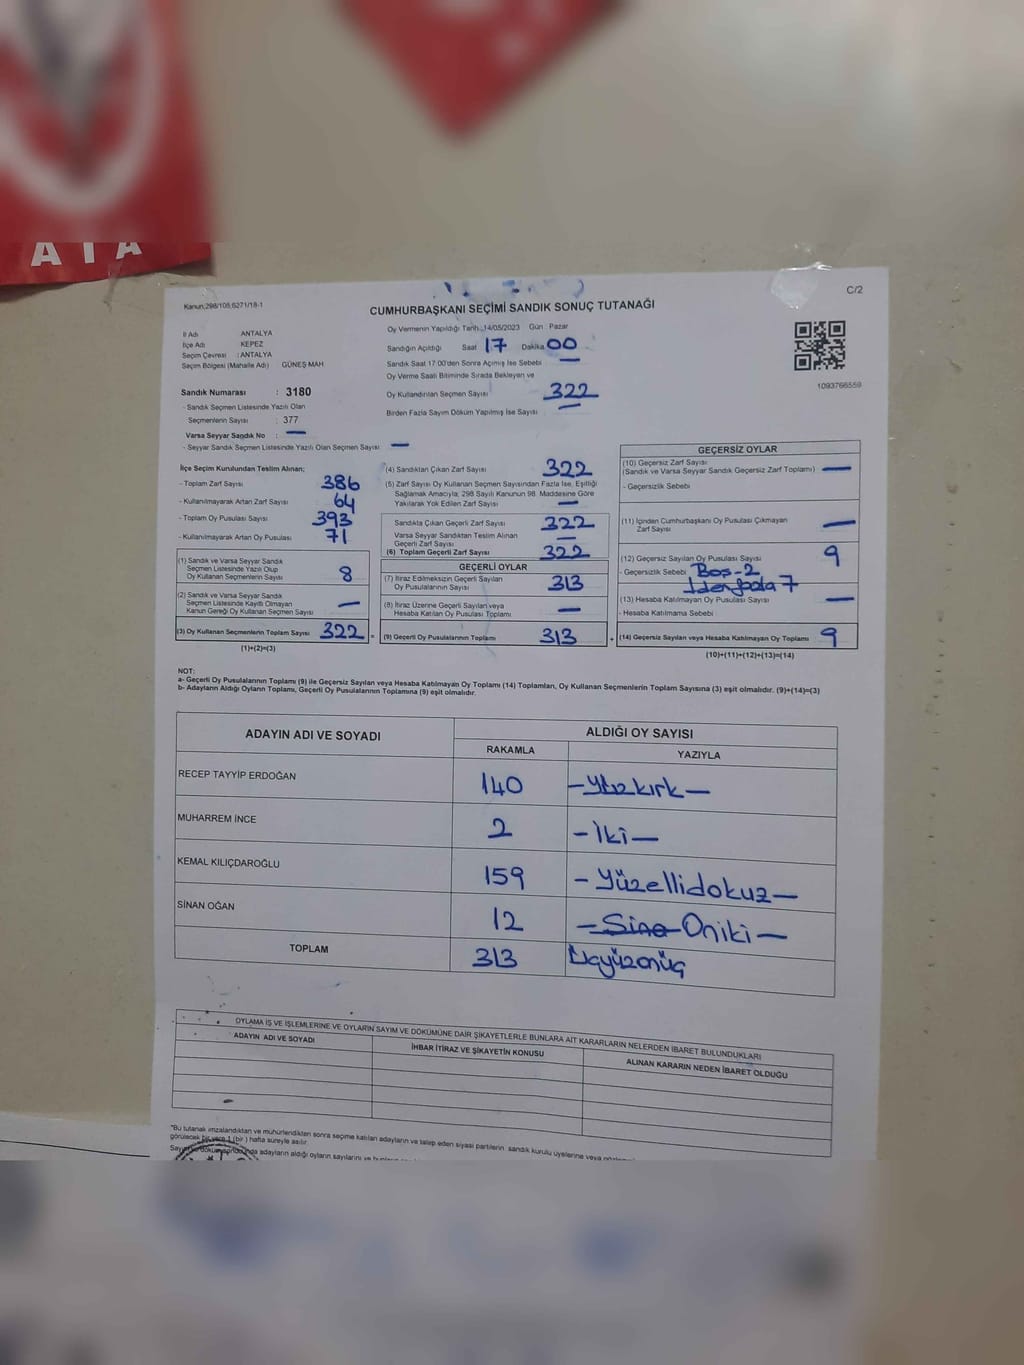 ATA
Kanun:298/105,6271/18-1
C/2
CUMHURBAŞKANI SEÇİMİ SANDIK SONUÇ TUTANAĞI
İl Adı ANTALYA
İlçe Adı KEPEZ
Seçim Çevresi : ANTALYA
Seçim Bölgesi (Mahalle Adı) GÜNEŞ MAH
Sandık Numarası : 3180
- Sandık Seçmen Listesinde Yazılı Olan
Seçmenlerin Sayısı : 377
Varsa Seyyar Sandık No : —
- Seyyar Sandık Seçmen Listesinde Yazılı Olan Seçmen Sayısı —
Oy Vermenin Yapıldığı Tarih.:14/05/2023 Gün : Pazar
Sandığın Açıldığı Saat 17 Dakika 00
Sandık Saat 17:00'den Sonra Açılmış İse Sebebi —
Oy Verme Saati Bitiminde Sırada Bekleyen ve
Oy Kullandırılan Seçmen Sayısı 322
Birden Fazla Sayım Döküm Yapılmış İse Sayısı —
1093766559
İlçe Seçim Kurulundan Teslim Alınan;
- Toplam Zarf Sayısı 386
- Kullanılmayarak Artan Zarf Sayısı 64
- Toplam Oy Pusulası Sayısı 393
- Kullanılmayarak Artan Oy Pusulası 71
(1) Sandık ve Varsa Seyyar Sandık
Seçmen Listesinde Yazılı Olup
Oy Kullanan Seçmenlerin Sayısı 8
(2) Sandık ve Varsa Seyyar Sandık
Seçmen Listesinde Kayıtlı Olmayan
Kanun Gereği Oy Kullanan Seçmen Sayısı —
(3) Oy Kullanan Seçmenlerin Toplam Sayısı 322 =
(1)+(2)=(3)
(4) Sandıktan Çıkan Zarf Sayısı 322
(5) Zarf Sayısı Oy Kullanan Seçmen Sayısından Fazla İse, Eşitliği
Sağlamak Amacıyla; 298 Sayılı Kanunun 98. Maddesine Göre
Yakılarak Yok Edilen Zarf Sayısı —
Sandıkta Çıkan Geçerli Zarf Sayısı 322
Varsa Seyyar Sandıktan Teslim Alınan
Geçerli Zarf Sayısı —
(6) Toplam Geçerli Zarf Sayısı 322
GEÇERLİ OYLAR
(7) İtiraz Edilmeksizin Geçerli Sayılan
Oy Pusulalarının Sayısı 313
(8) İtiraz Üzerine Geçerli Sayılan veya
Hesaba Katılan Oy Pusulası Toplamı —
(9) Geçerli Oy Pusulalarının Toplamı 313 +
GEÇERSİZ OYLAR
(10) Geçersiz Zarf Sayısı
(Sandık ve Varsa Seyyar Sandık Geçersiz Zarf Toplamı) —
- Geçersizlik Sebebi
(11) İçinden Cumhurbaşkanı Oy Pusulası Çıkmayan
Zarf Sayısı —
(12) Geçersiz Sayılan Oy Pusulası Sayısı 9
- Geçersizlik Sebebi Boş-2
7
(13) Hesaba Katılmayan Oy Pusulası Sayısı —
- Hesaba Katılmama Sebebi
(14) Geçersiz Sayılan veya Hesaba Katılmayan Oy Toplamı 9
(10)+(11)+(12)+(13)=(14)
NOT:
a- Geçerli Oy Pusulalarının Toplamı (9) ile Geçersiz Sayılan veya Hesaba Katılmayan Oy Toplamı (14) Toplamları, Oy Kullanan Seçmenlerin Toplam Sayısına (3) eşit olmalıdır. (9)+(14)=(3)
b- Adayların Aldığı Oyların Toplamı, Geçerli Oy Pusulalarının Toplamına (9) eşit olmalıdır.
ADAYIN ADI VE SOYADI ALDIĞI OY SAYISI
RAKAMLA YAZIYLA
RECEP TAYYİP ERDOĞAN 140 -Yüzkırk-
MUHARREM İNCE 2 -İki-
KEMAL KILIÇDAROĞLU 159 -Yüzellidokuz-
SİNAN OĞAN 12 -Sina Oniki-
TOPLAM 313 Üçyüzonüç
OYLAMA İŞ VE İŞLEMLERİNE VE OYLARIN SAYIM VE DÖKÜMÜNE DAİR ŞİKAYETLERLE BUNLARA AİT KARARLARIN NELERDEN İBARET BULUNDUKLARI
ADAYIN ADI VE SOYADI İHBAR İTİRAZ VE ŞİKAYETİN KONUSU ALINAN KARARIN NEDEN İBARET OLDUĞU
*Bu tutanak imzalandıktan ve mühürlendikten sonra seçime katılan adayların ve talep eden siyasi partilerin sandık kurulu üyelerine veya
görülecek bir yere 1 (bir) hafta süreyle asılır.
adayların aldığı oyların sayılarını ve